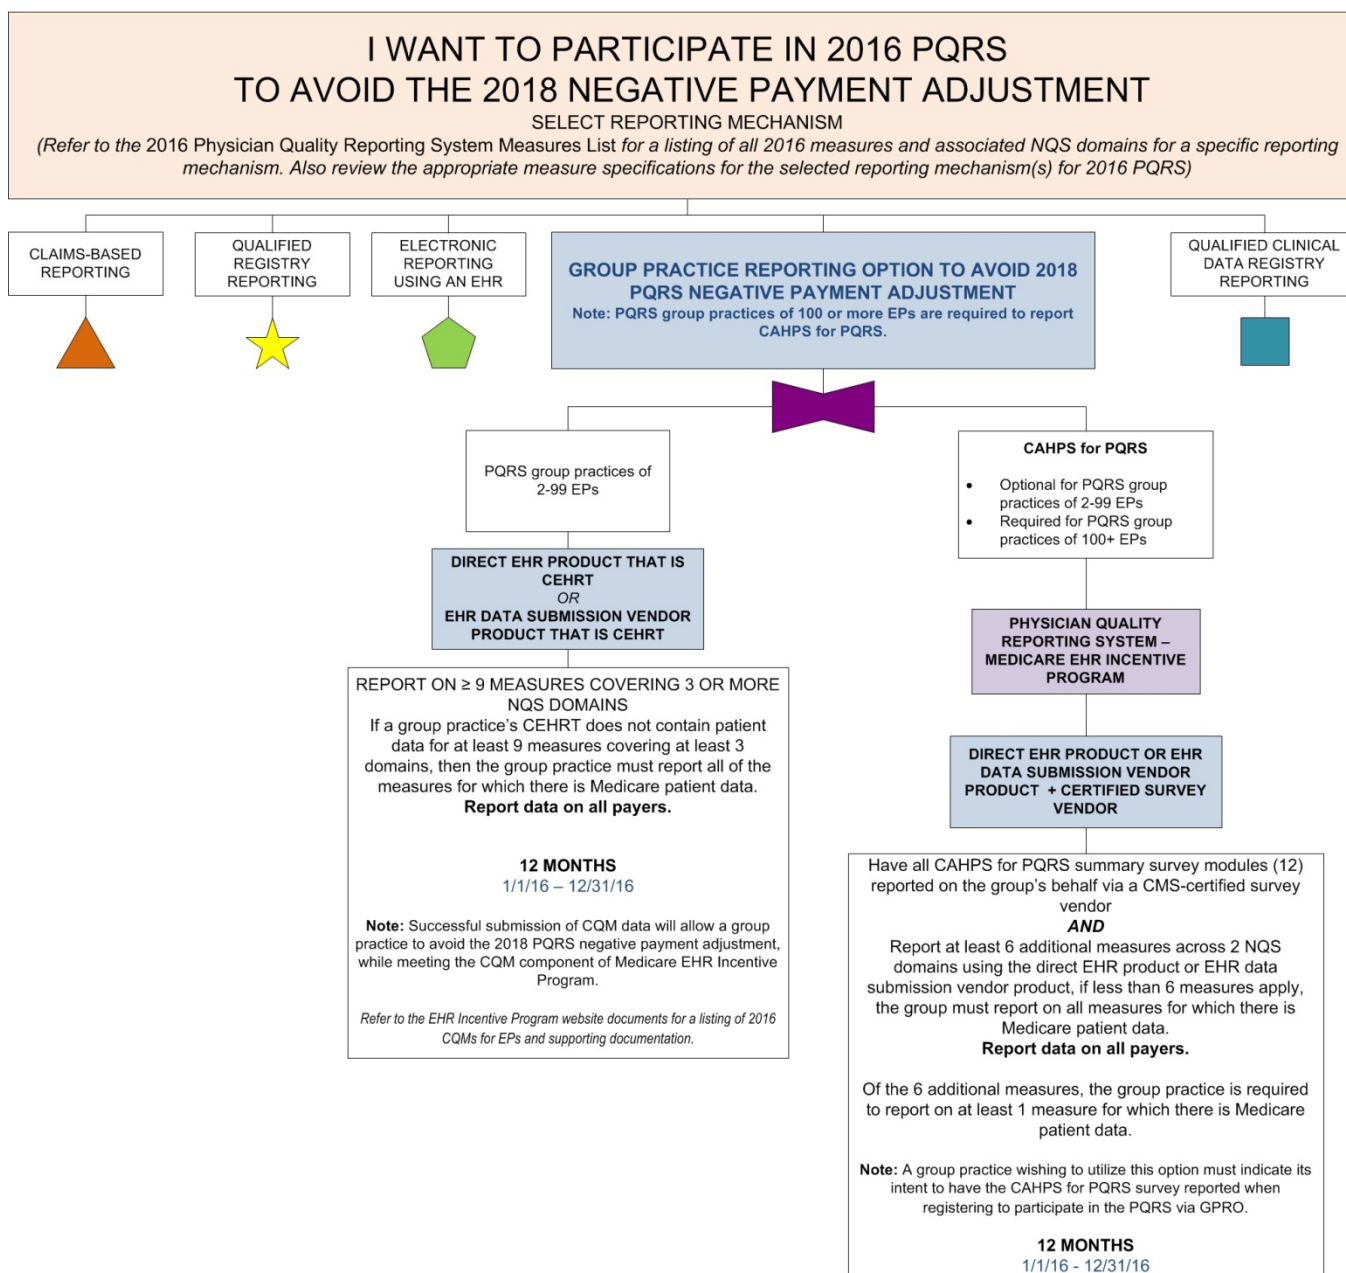 I WANT TO PARTICIPATE IN 2016 PQRS
TO AVOID THE 2018 NEGATIVE PAYMENT ADJUSTMENT
SELECT REPORTING MECHANISM
(Refer to the 2016 Physician Quality Reporting System Measures List for a listing of all 2016 measures and associated NQS domains for a specific reporting
mechanism. Also review the appropriate measure specifications for the selected reporting mechanism(s) for 2016 PQRS)
CLAIMS-BASED
REPORTING
QUALIFIED
REGISTRY
REPORTING
ELECTRONIC
REPORTING
USING AN EHR
GROUP PRACTICE REPORTING OPTION TO AVOID 2018
PQRS NEGATIVE PAYMENT ADJUSTMENT
Note: PQRS group practices of 100 or more EPs are required to report
CAHPS for PQRS.
QUALIFIED CLINICAL
DATA REGISTRY
REPORTING
PQRS group practices of
2-99 EPs
DIRECT EHR PRODUCT THAT IS
CEHRT
OR
EHR DATA SUBMISSION VENDOR
PRODUCT THAT IS CEHRT
REPORT ON ≥ 9 MEASURES COVERING 3 OR MORE
NQS DOMAINS
If a group practice's CEHRT does not contain patient
data for at least 9 measures covering at least 3
domains, then the group practice must report all of the
measures for which there is Medicare patient data.
Report data on all payers.
12 MONTHS
1/1/16 – 12/31/16
Note: Successful submission of CQM data will allow a group
practice to avoid the 2018 PQRS negative payment adjustment,
while meeting the CQM component of Medicare EHR Incentive
Program.
Refer to the EHR Incentive Program website documents for a listing of 2016
CQMs for EPs and supporting documentation.
CAHPS for PQRS
• Optional for PQRS group
practices of 2-99 EPs
• Required for PQRS group
practices of 100+ EPs
PHYSICIAN QUALITY
REPORTING SYSTEM –
MEDICARE EHR INCENTIVE
PROGRAM
DIRECT EHR PRODUCT OR EHR
DATA SUBMISSION VENDOR
PRODUCT + CERTIFIED SURVEY
VENDOR
Have all CAHPS for PQRS summary survey modules (12)
reported on the group's behalf via a CMS-certified survey
vendor
AND
Report at least 6 additional measures across 2 NQS
domains using the direct EHR product or EHR data
submission vendor product, if less than 6 measures apply,
the group must report on all measures for which there is
Medicare patient data.
Report data on all payers.
Of the 6 additional measures, the group practice is required
to report on at least 1 measure for which there is Medicare
patient data.
Note: A group practice wishing to utilize this option must indicate its
intent to have the CAHPS for PQRS survey reported when
registering to participate in the PQRS via GPRO.
12 MONTHS
1/1/16 - 12/31/16